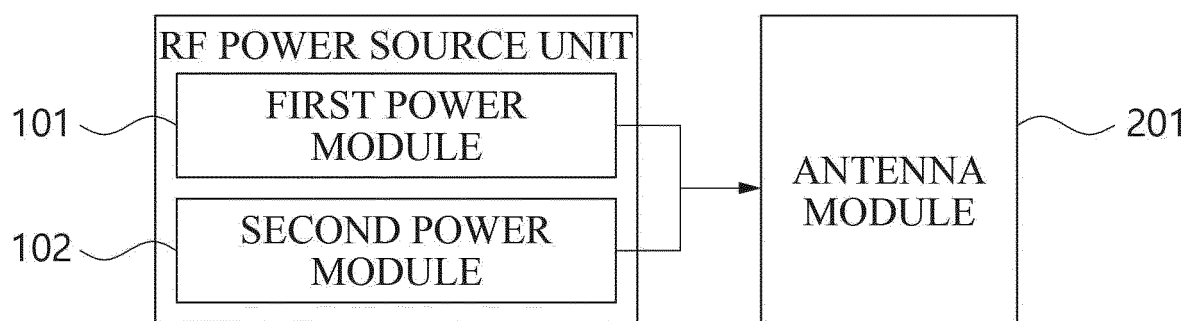 RF POWER SOURCE UNIT
101
FIRST POWER
MODULE
102
SECOND POWER
MODULE
ANTENNA
MODULE
201